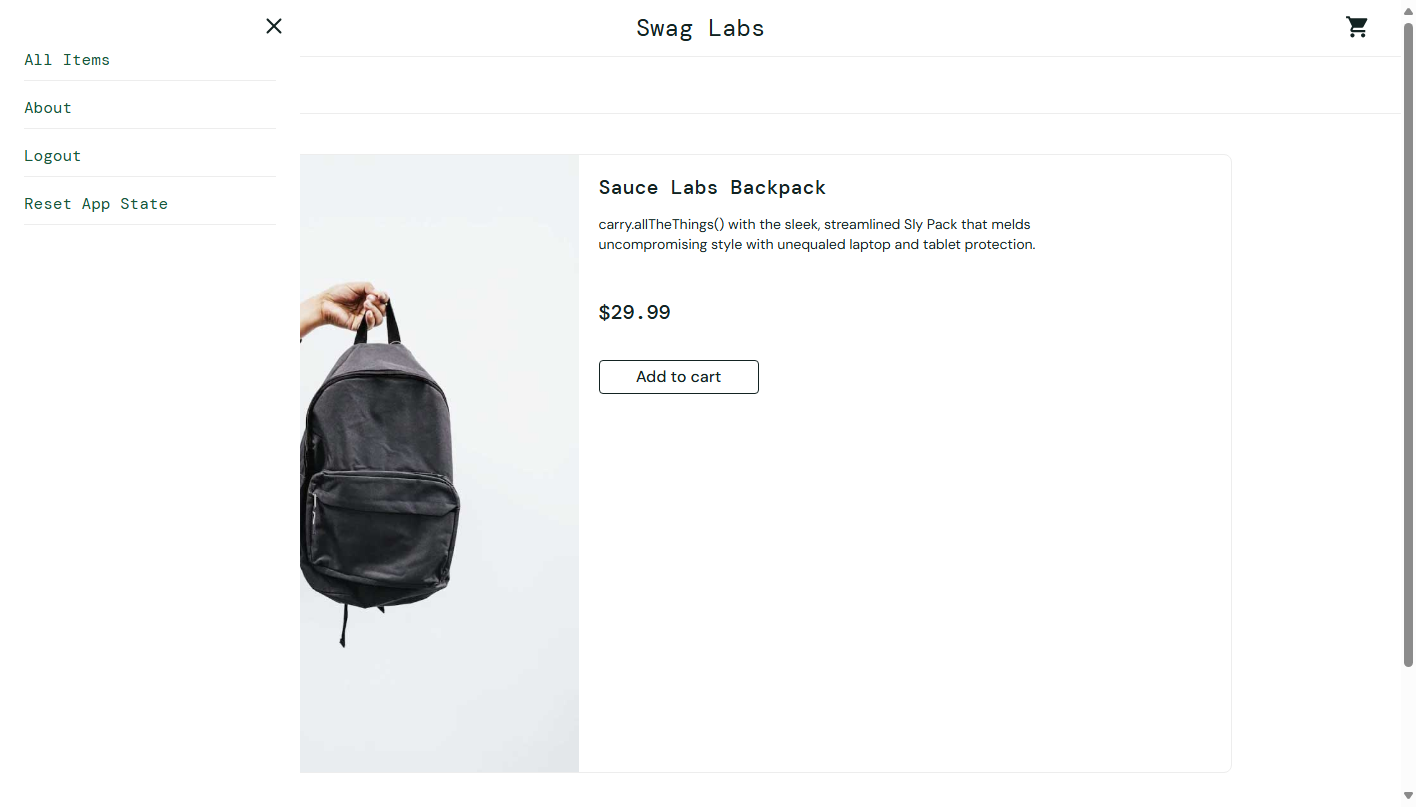 Swag Labs
All Items
About
Logout
Reset App State
Sauce Labs Backpack
carry.allTheThings() with the sleek, streamlined Sly Pack that melds
uncompromising style with unequaled laptop and tablet protection.
$29.99
Add to cart